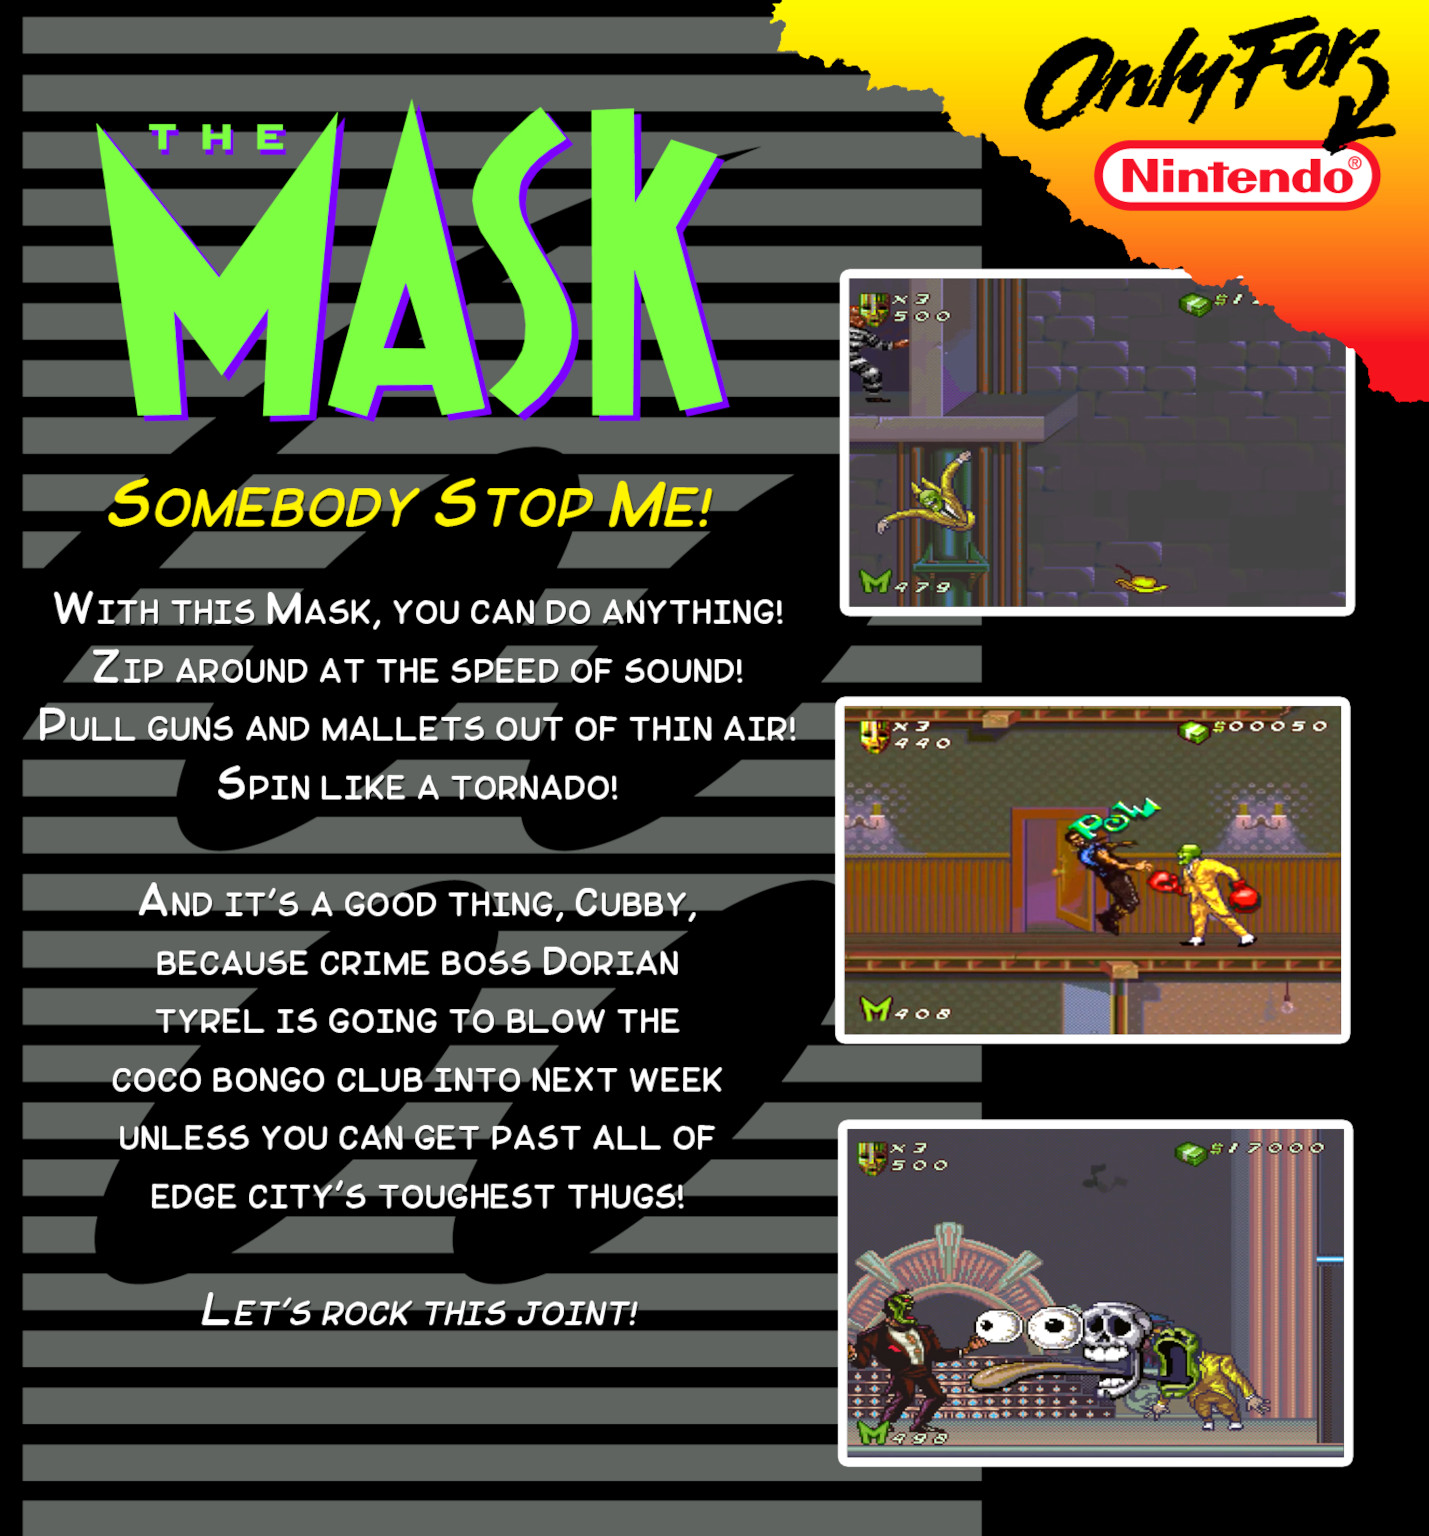 Only For
Nintendo®
THE
MASK
SOMEBODY STOP ME!
WITH THIS MASK, YOU CAN DO ANYTHING!
ZIP AROUND AT THE SPEED OF SOUND!
PULL GUNS AND MALLETS OUT OF THIN AIR!
SPIN LIKE A TORNADO!
AND IT'S A GOOD THING, CUBBY,
BECAUSE CRIME BOSS DORIAN
TYREL IS GOING TO BLOW THE
COCO BONGO CLUB INTO NEXT WEEK
UNLESS YOU CAN GET PAST ALL OF
EDGE CITY'S TOUGHEST THUGS!
LET'S ROCK THIS JOINT!
x3
500
M 479
x3
440
$00050
POW
M 408
x3
500
$17000
M 498